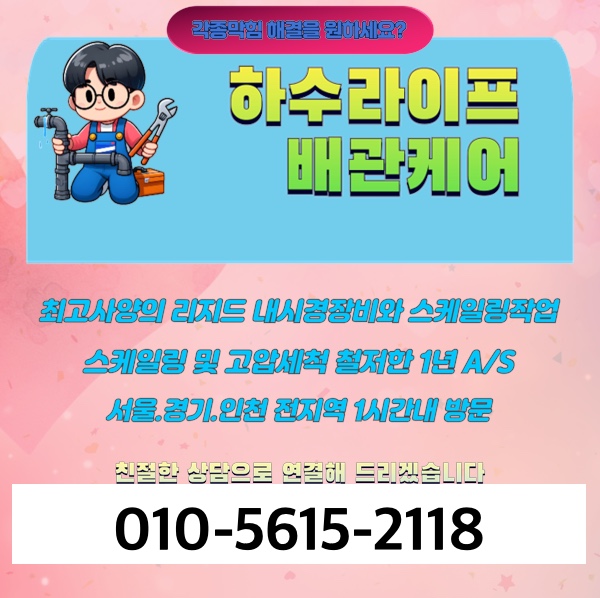 각종막힘 해결을 원하세요?
하수라이프
배관케어
최고사양의 리지드 내시경장비와 스케일링작업
스케일링 및 고압세척 철저한 1년 A/S
서울.경기.인천 전지역 1시간내 방문
친절한 상담으로 연결해 드리겠습니다
010-5615-2118